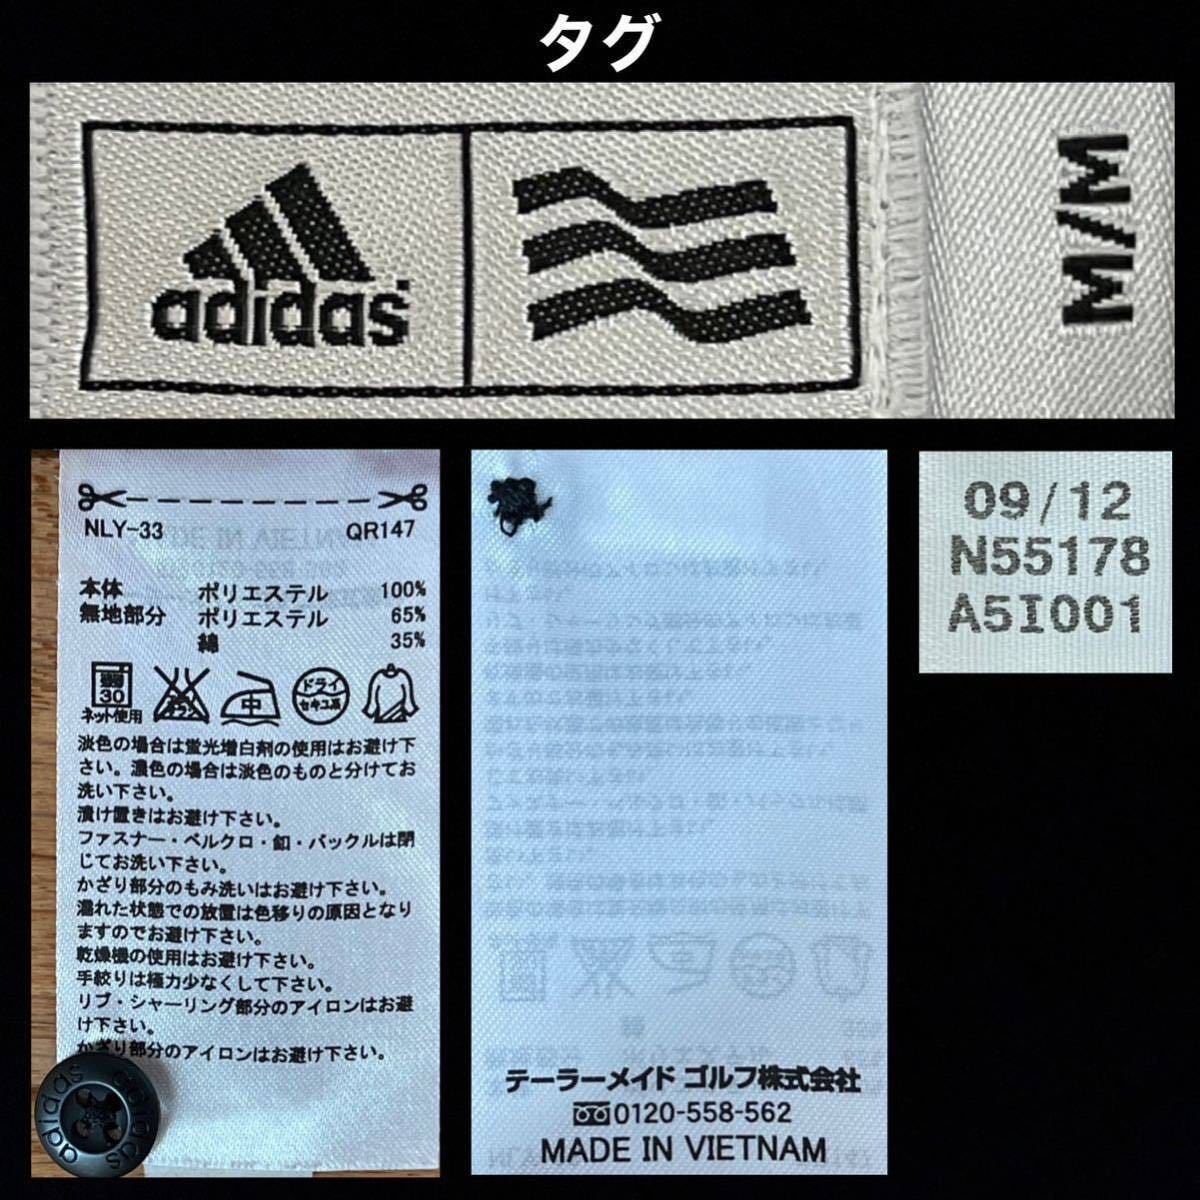 タグ
adidas
M/M
NLY-33 QR147
本体 ポリエステル 100%
無地部分 ポリエステル 65%
綿 35%
30
ネット使用
エンソ
中
ドライ
セキユ系
淡色の場合は蛍光増白剤の使用はお避け下
さい。濃色の場合は淡色のものと分けてお
洗い下さい。
漬け置きはお避け下さい。
ファスナー・ベルクロ・釦・バックルは閉
じてお洗い下さい。
かざり部分のもみ洗いはお避け下さい。
濡れた状態での放置は色移りの原因となり
ますのでお避け下さい。
乾燥機の使用はお避け下さい。
手絞りは極力少なくして下さい。
リブ・シャーリング部分のアイロンはお避
け下さい。
かざり部分のアイロンはお避け下さい。
adidas adidas
テーラーメイド ゴルフ株式会社
0120-558-562
MADE IN VIETNAM
09/12
N55178
A5I001